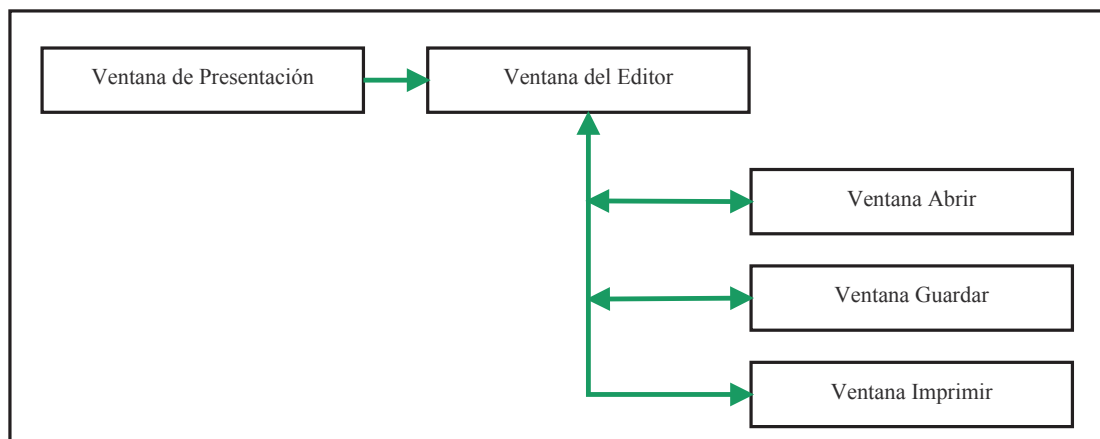 Ventana de Presentación
Ventana del Editor
Ventana Abrir
Ventana Guardar
Ventana Imprimir